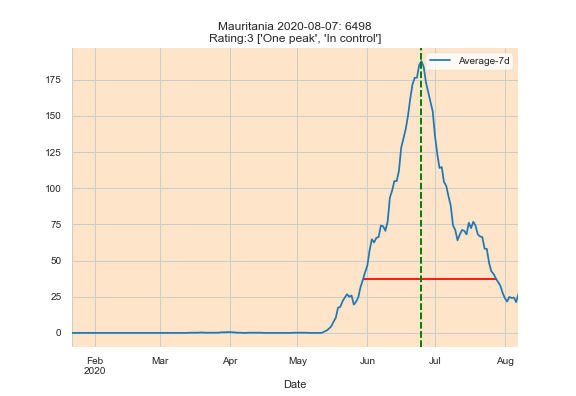 Mauritania 2020-08-07: 6498
Rating:3 ['One peak', 'In control']
Average-7d
175
150
125
100
75
50
25
0
Feb
2020
Mar
Apr
May
Jun
Jul
Aug
Date